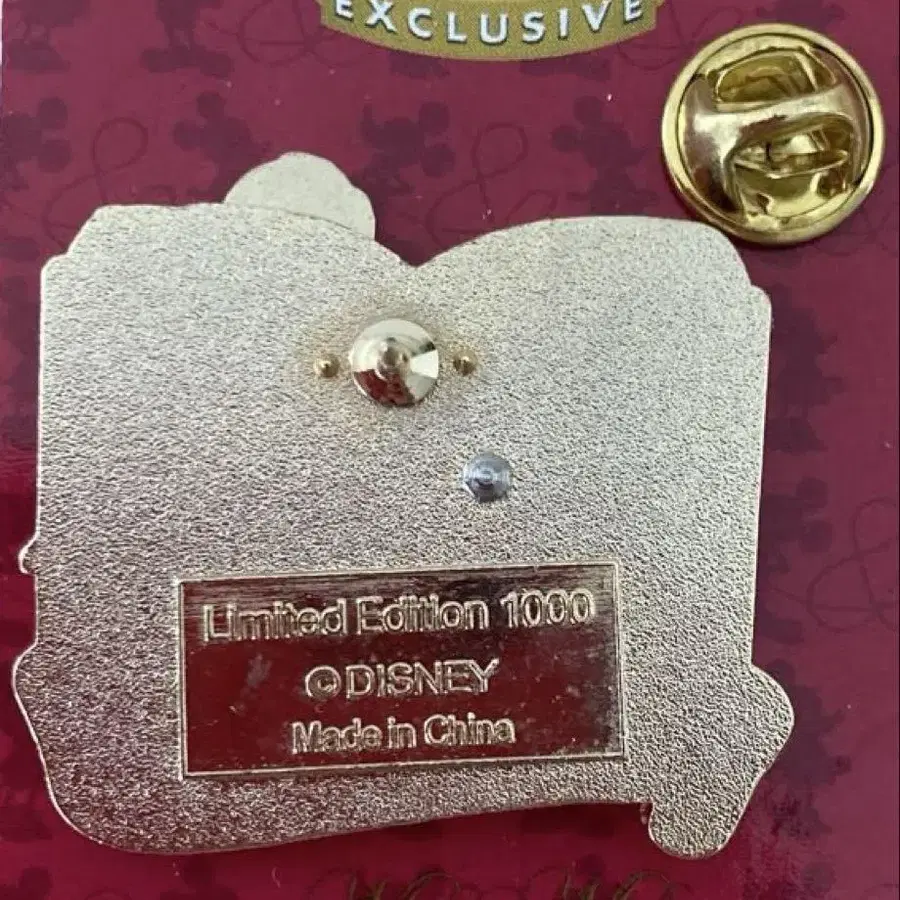 EXCLUSIVE
Limited Edition 1000
©DISNEY
Made in China